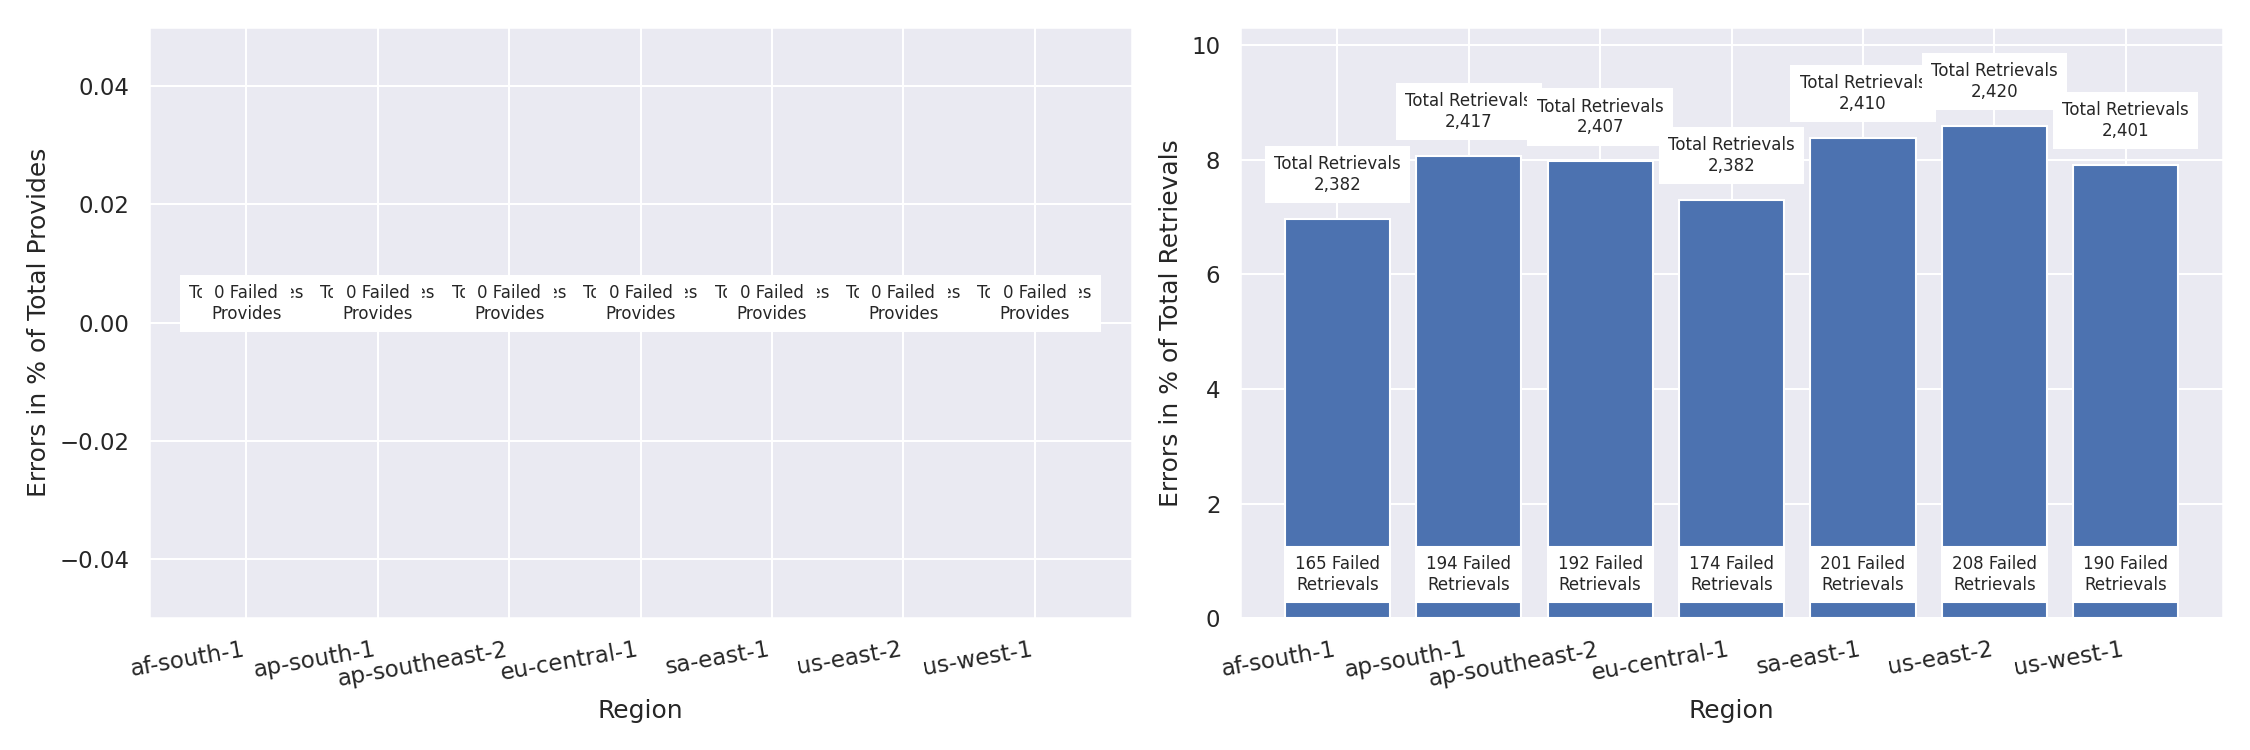 Errors in % of Total Provides
0.04
0.02
0.00
−0.02
−0.04
0 Failed
Provides
0 Failed
Provides
0 Failed
Provides
0 Failed
Provides
0 Failed
Provides
0 Failed
Provides
0 Failed
Provides
af-south-1
ap-south-1
ap-southeast-2
eu-central-1
sa-east-1
us-east-2
us-west-1
Region
Errors in % of Total Retrievals
10
8
6
4
2
0
Total Retrievals
2,382
Total Retrievals
2,417
Total Retrievals
2,407
Total Retrievals
2,382
Total Retrievals
2,410
Total Retrievals
2,420
Total Retrievals
2,401
165 Failed
Retrievals
194 Failed
Retrievals
192 Failed
Retrievals
174 Failed
Retrievals
201 Failed
Retrievals
208 Failed
Retrievals
190 Failed
Retrievals
af-south-1
ap-south-1
ap-southeast-2
eu-central-1
sa-east-1
us-east-2
us-west-1
Region